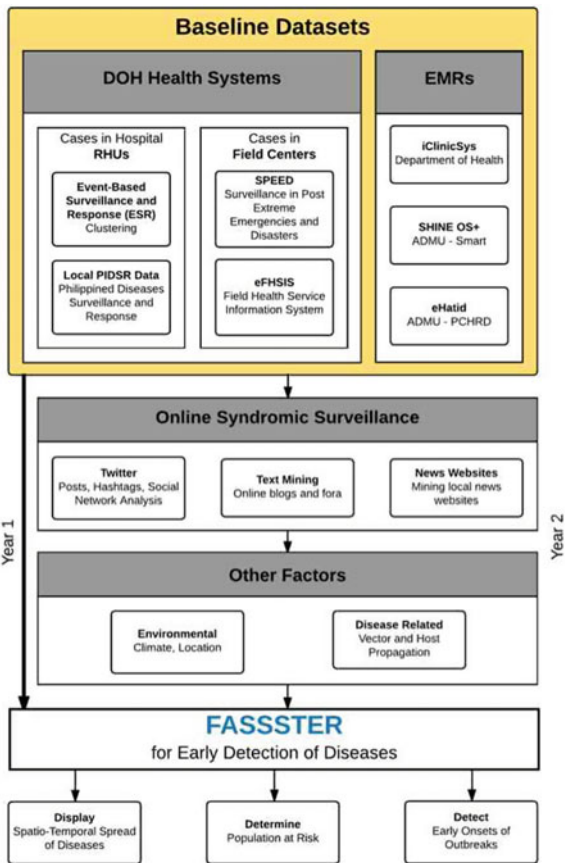 Baseline Datasets
DOH Health Systems
Cases in Hospital
RHUs
Event-Based
Surveillance and
Response (ESR)
Clustering
Local PIDSR Data
Philippined Diseases
Surveillance and
Response
Cases in
Field Centers
SPEED
Surveillance in Post
Extreme
Emergencies and
Disasters
eFHSIS
Field Health Service
Information System
EMRs
iClinicSys
Department of Health
SHINE OS+
ADMU - Smart
eHatid
ADMU - PCHRD
Online Syndromic Surveillance
Twitter
Posts, Hashtags, Social
Network Analysis
Text Mining
Online blogs and fora
News Websites
Mining local news
websites
Year 1
Year 2
Other Factors
Environmental
Climate, Location
Disease Related
Vector and Host
Propagation
FASSSTER
for Early Detection of Diseases
Display
Spatio-Temporal Spread
of Diseases
Determine
Population at Risk
Detect
Early Onsets of
Outbreaks